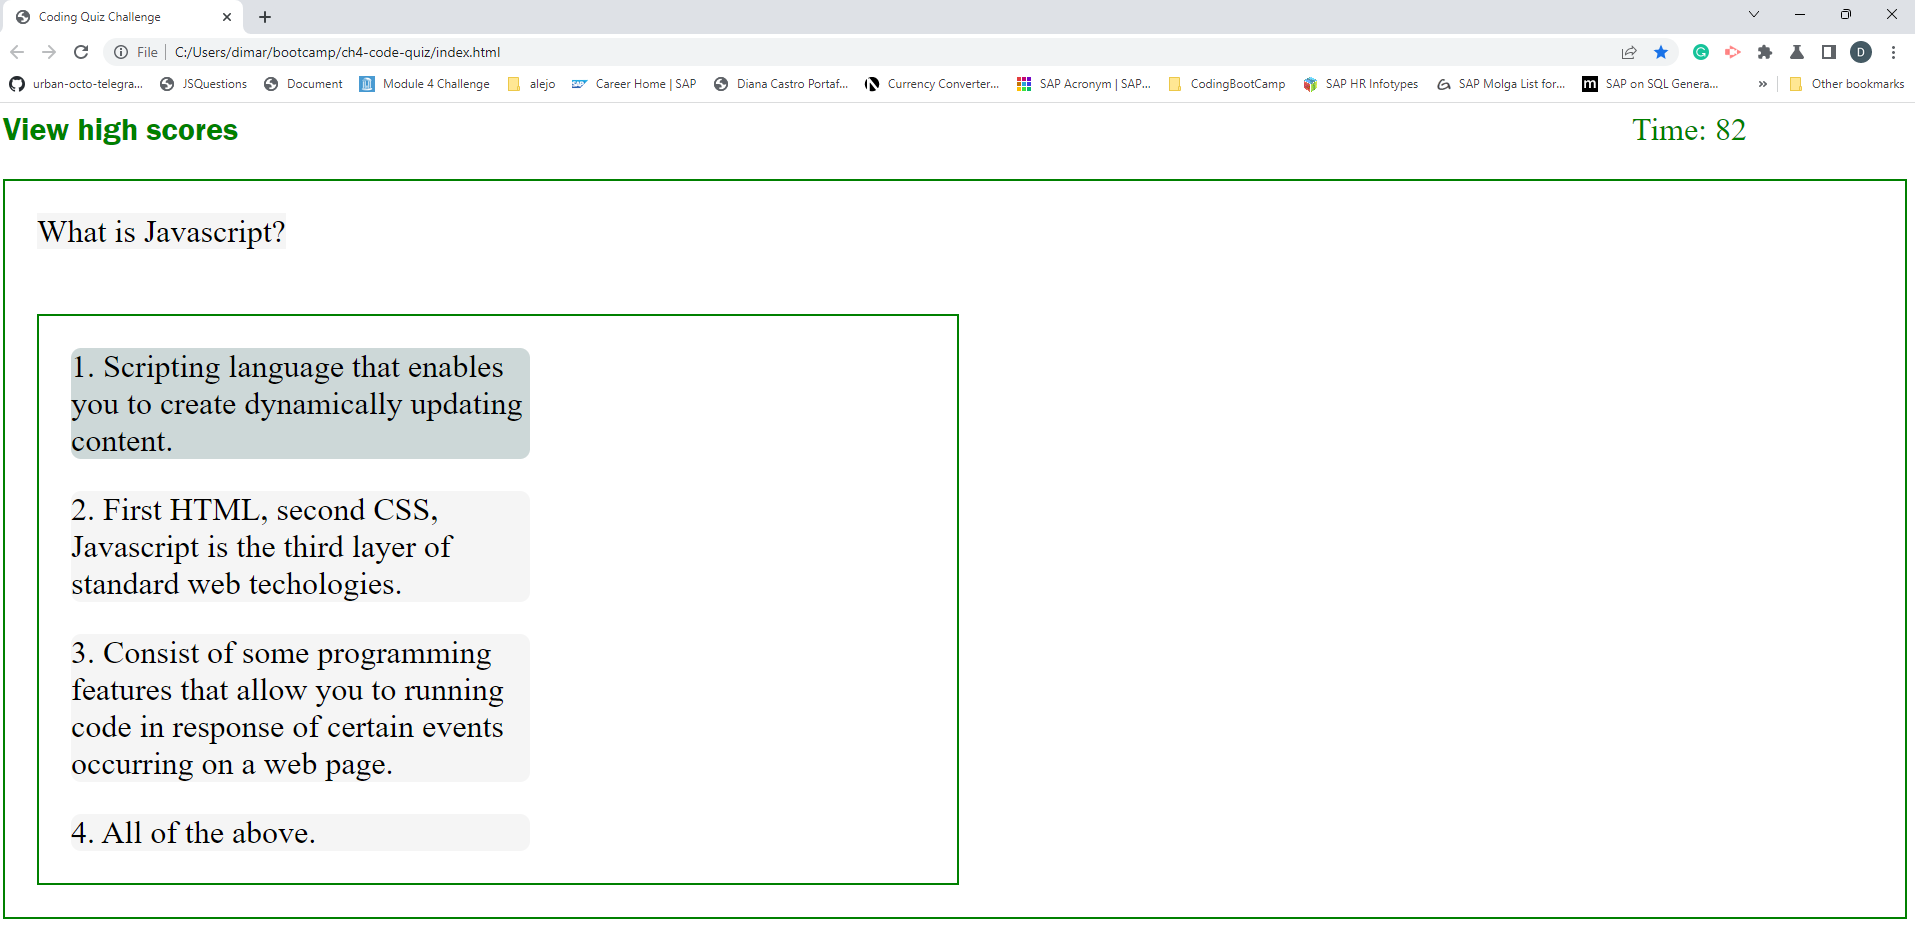 Coding Quiz Challenge
File C:/Users/dimar/bootcamp/ch4-code-quiz/index.html
D
urban-octo-telegra... JSQuestions Document Module 4 Challenge alejo Career Home | SAP Diana Castro Portaf... Currency Converter... SAP Acronym | SAP... CodingBootCamp SAP HR Infotypes SAP Molga List for... SAP on SQL Genera... » Other bookmarks
View high scores Time: 82
What is Javascript?
1. Scripting language that enables
you to create dynamically updating
content.
2. First HTML, second CSS,
Javascript is the third layer of
standard web techologies.
3. Consist of some programming
features that allow you to running
code in response of certain events
occurring on a web page.
4. All of the above.